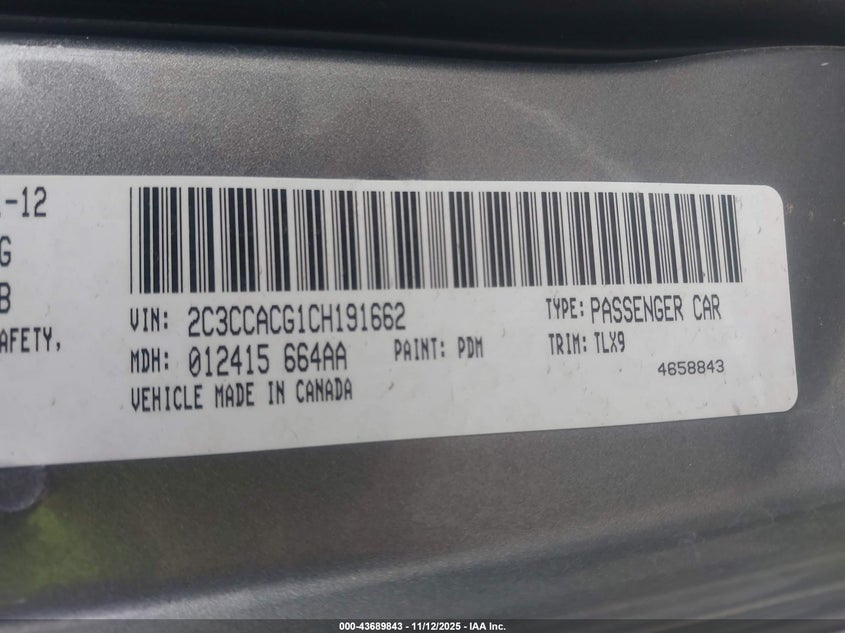 -12
G
B
AFETY,
VIN: 2C3CCACG1CH191662 TYPE: PASSENGER CAR
MDH: 012415 664AA PAINT: PDM TRIM: TLX9
4658843
VEHICLE MADE IN CANADA
000-43689843 - 11/12/2025 - IAA Inc.